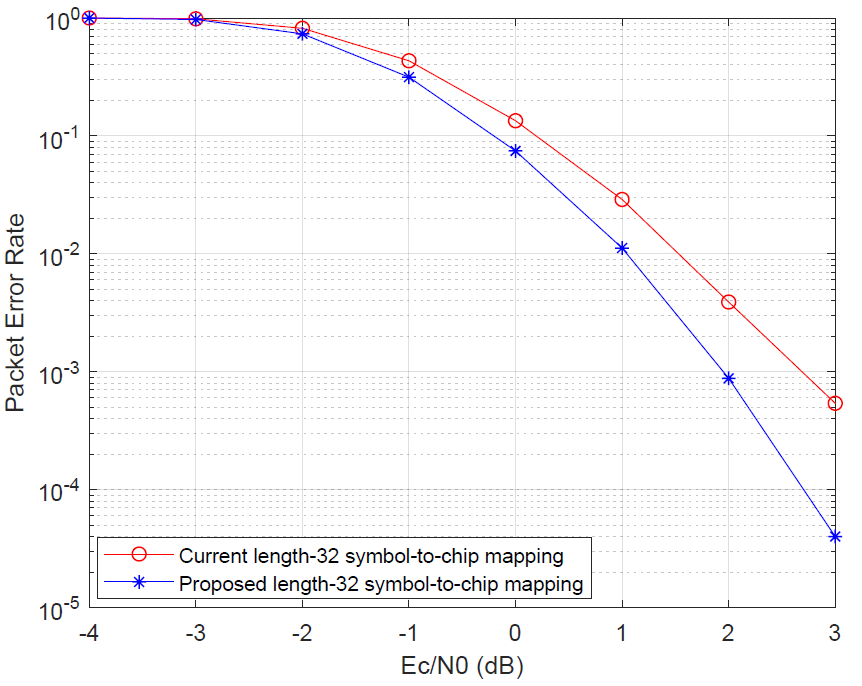 10^0
10^-1
10^-2
10^-3
10^-4
10^-5
Packet Error Rate
Current length-32 symbol-to-chip mapping
Proposed length-32 symbol-to-chip mapping
-4 -3 -2 -1 0 1 2 3
Ec/N0 (dB)